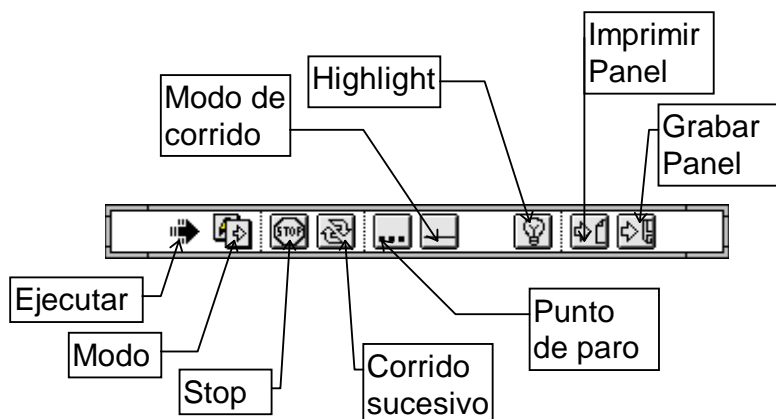 Imprimir
Panel
Highlight
Modo de
corrido
Grabar
Panel
STOP
Ejecutar
Modo
Stop
Corrido
sucesivo
Punto
de paro